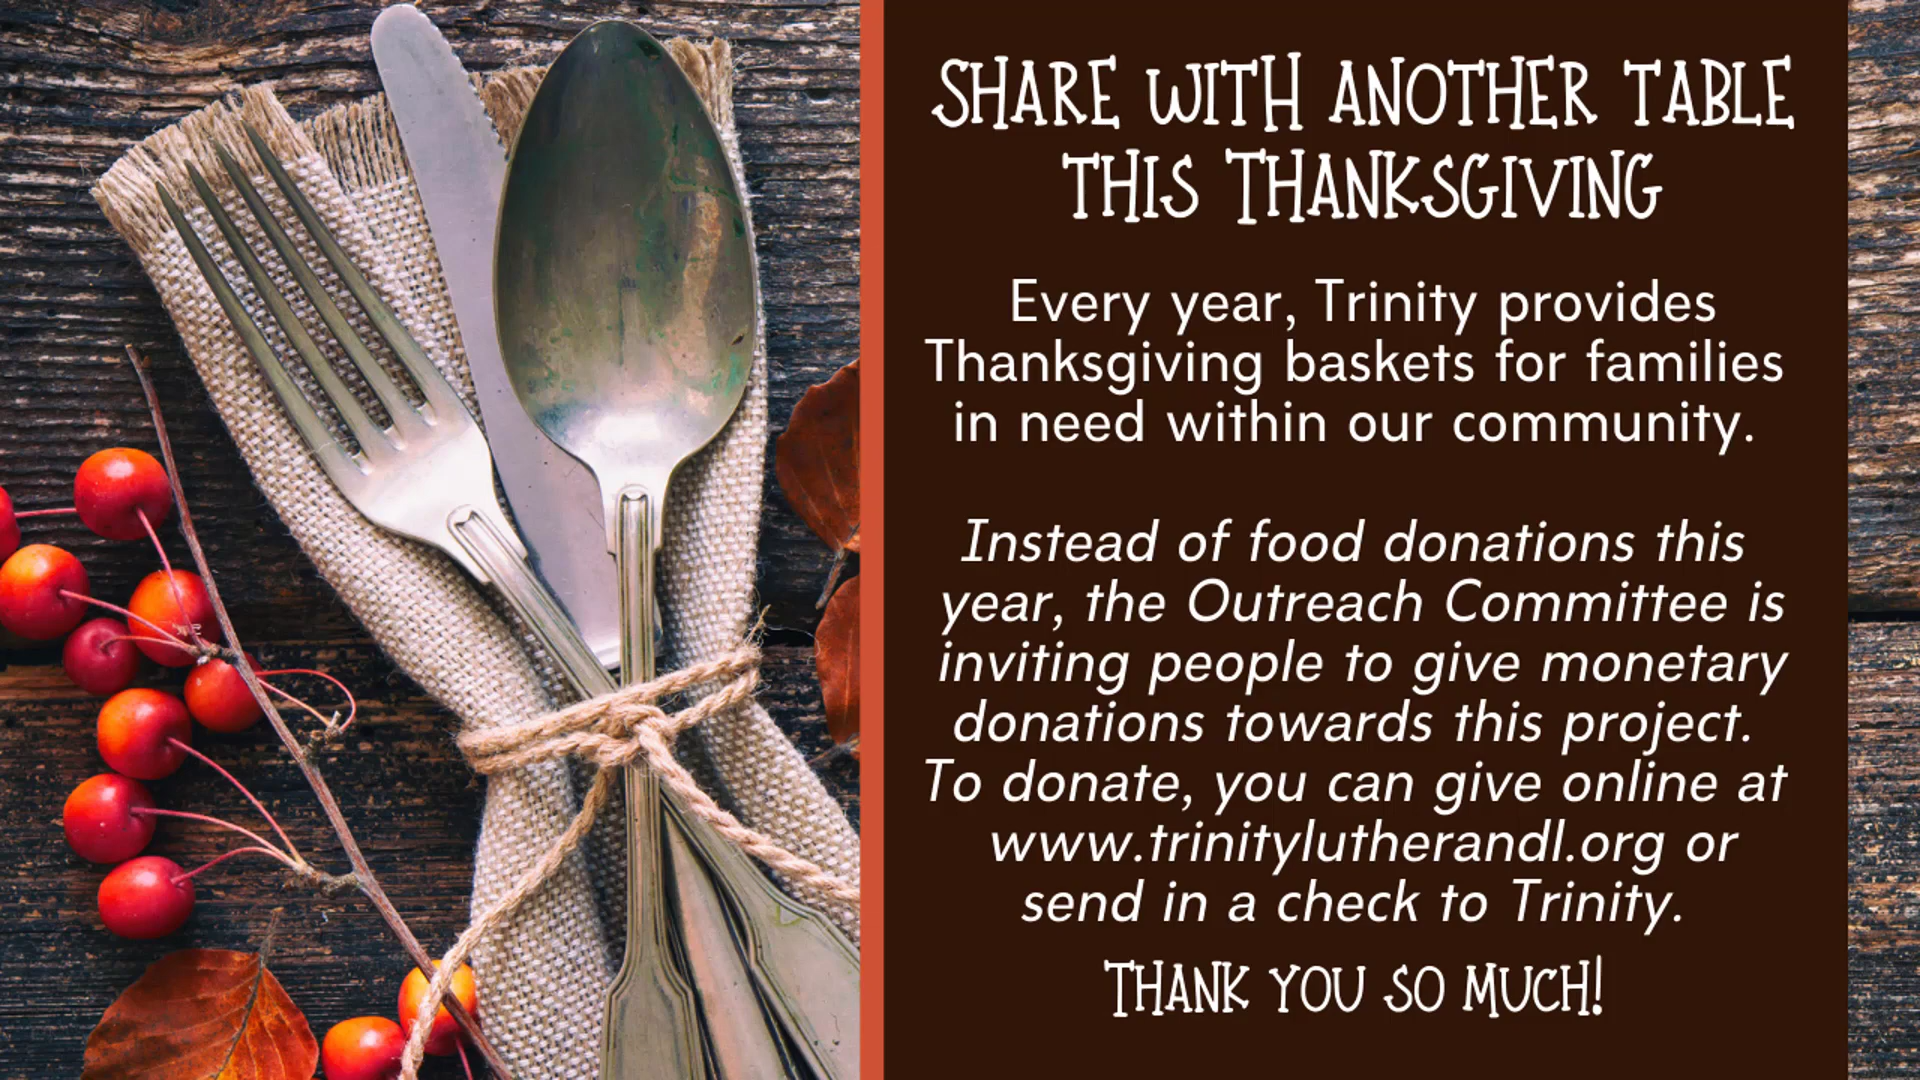 SHARE WITH ANOTHER TABLE
THIS THANKSGIVING
Every year, Trinity provides
Thanksgiving baskets for families
in need within our community.
Instead of food donations this
year, the Outreach Committee is
inviting people to give monetary
donations towards this project.
To donate, you can give online at
www.trinitylutherandl.org or
send in a check to Trinity.
THANK YOU SO MUCH!